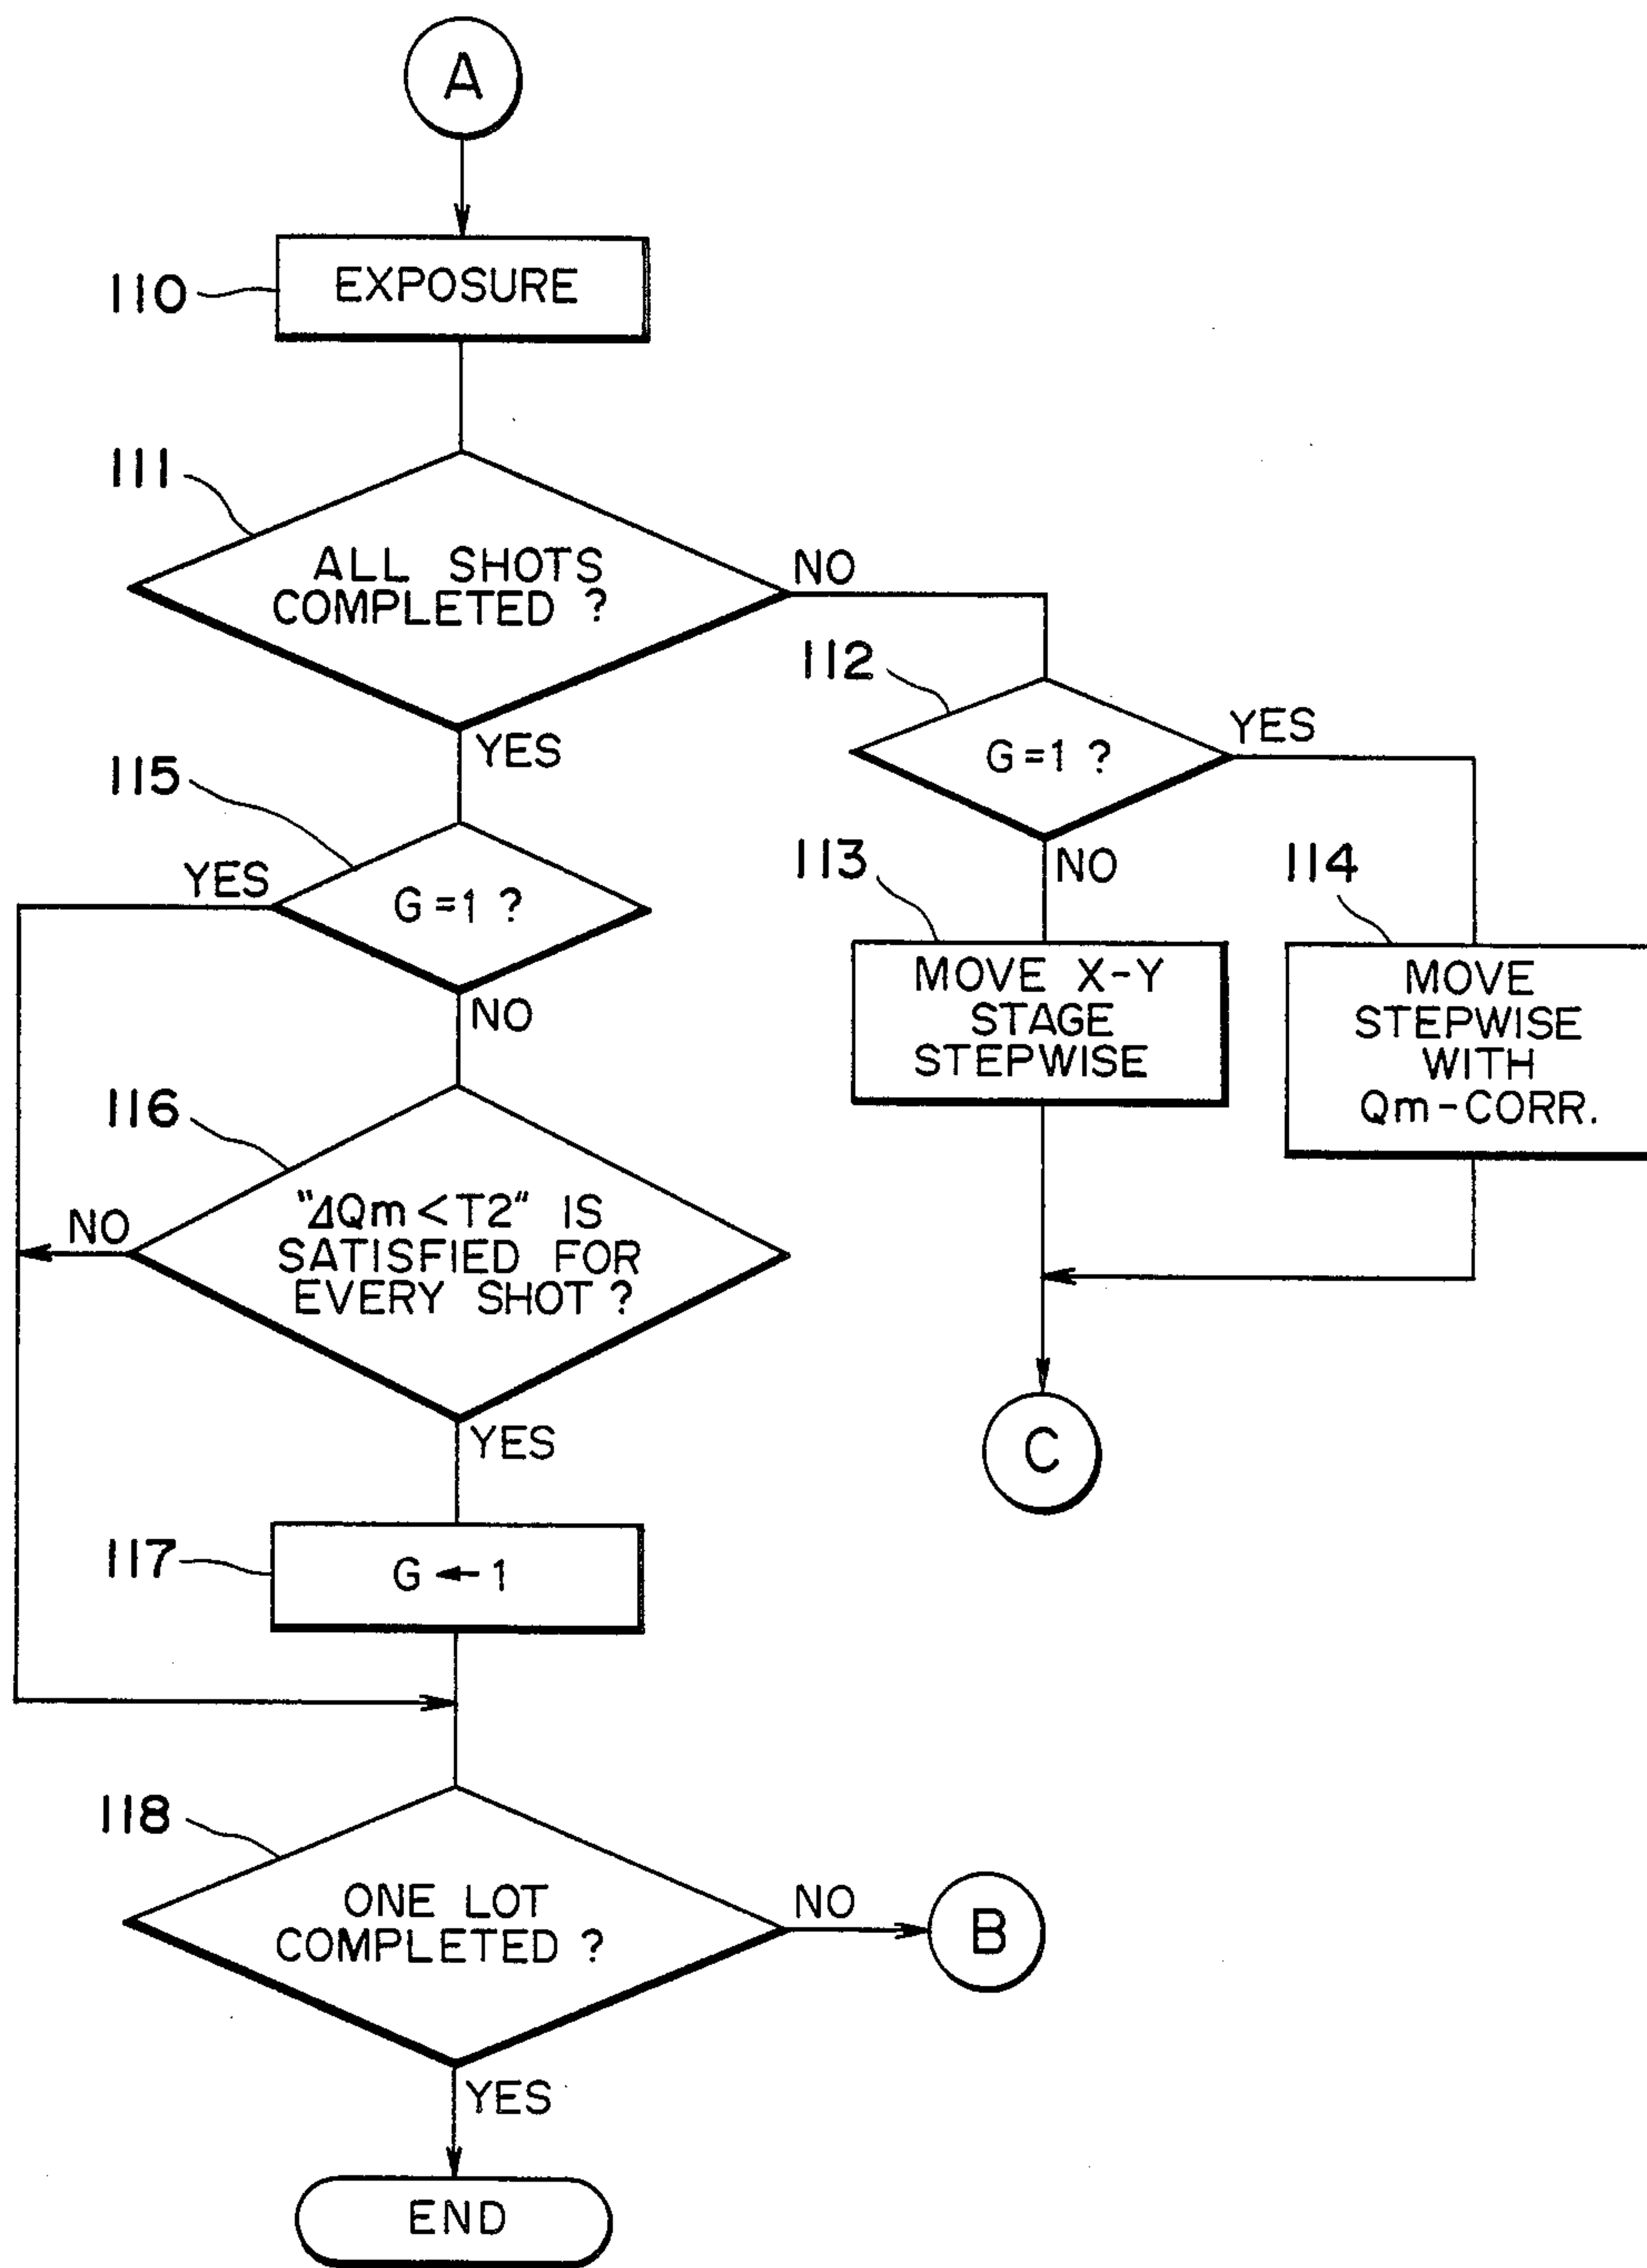 A
110
EXPOSURE
111
ALL SHOTS
COMPLETED ?
NO
YES
112
G=1 ?
YES
NO
113
MOVE X-Y
STAGE
STEPWISE
114
MOVE
STEPWISE
WITH
Qm-CORR.
C
115
YES
G=1 ?
NO
116
NO
"ΔQm<T2" IS
SATISFIED FOR
EVERY SHOT ?
YES
117
G ← 1
118
ONE LOT
COMPLETED ?
NO
B
YES
END